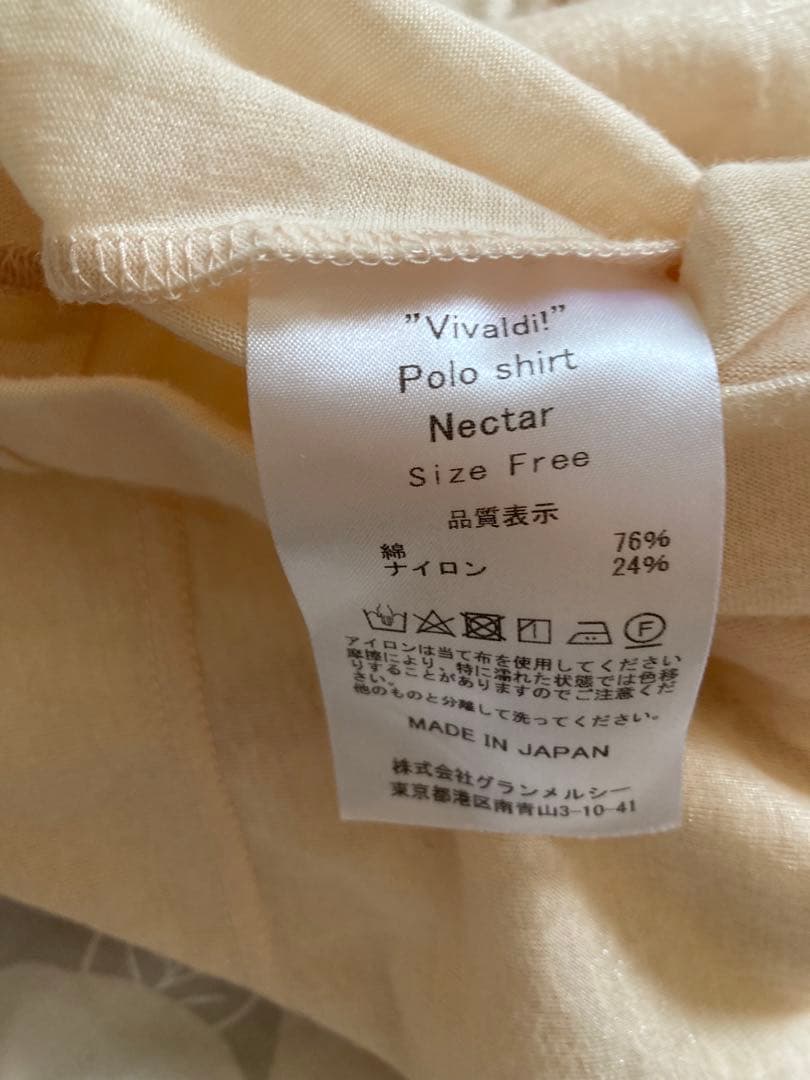 "Vivaldi!"
Polo shirt
Nectar
Size Free
品質表示
綿 76%
ナイロン 24%
F
アイロンは当て布を使用してください
摩擦により、特に濡れた状態では色移
りすることがありますのでご注意くだ
さい。
他のものと分離して洗ってください。
MADE IN JAPAN
株式会社グランメルシー
東京都港区南青山3-10-41